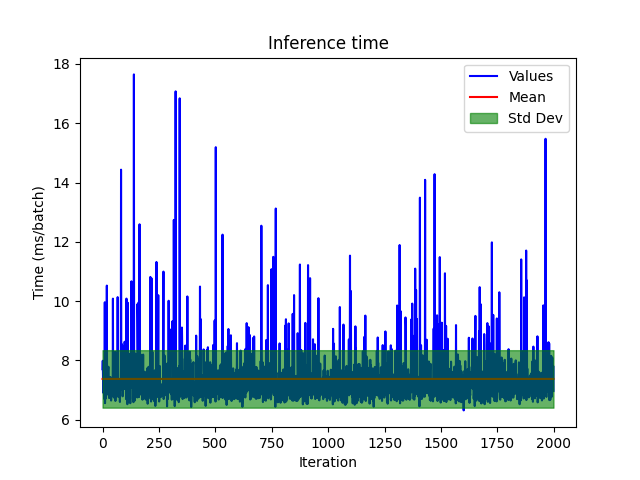 Inference time
Values
Mean
Std Dev
Time (ms/batch)
18
16
14
12
10
8
6
0 250 500 750 1000 1250 1500 1750 2000
Iteration